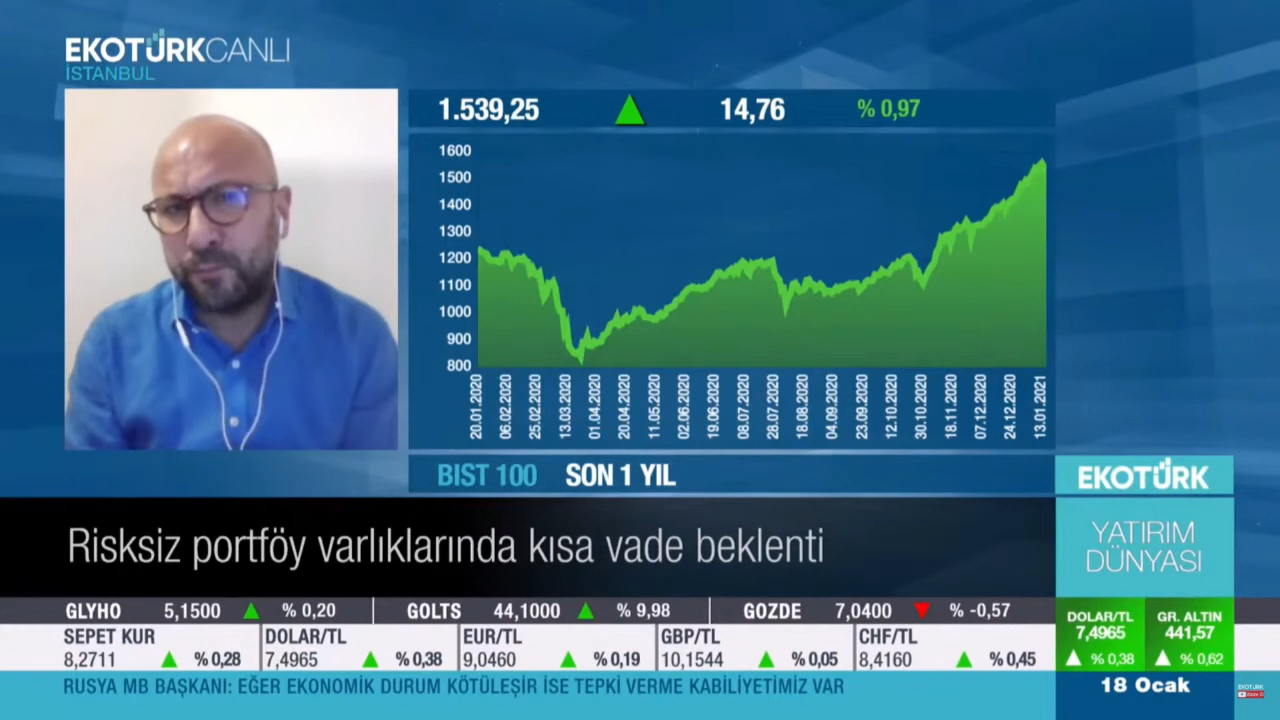 EKOTÜRK CANLI
İSTANBUL
1.539,25 14,76 % 0,97
1600
1500
1400
1300
1200
1100
1000
900
800
20.01.2020
06.02.2020
25.02.2020
13.03.2020
01.04.2020
20.04.2020
11.05.2020
02.06.2020
19.06.2020
08.07.2020
28.07.2020
18.08.2020
04.09.2020
23.09.2020
12.10.2020
30.10.2020
18.11.2020
07.12.2020
24.12.2020
13.01.2021
BIST 100 SON 1 YIL
EKOTÜRK
YATIRIM
DÜNYASI
Risksiz portföy varlıklarında kısa vade beklenti
GLYHO 5,1500 % 0,20 GOLTS 44,1000 % 9,98 GOZDE 7,0400 % -0,57
SEPET KUR DOLAR/TL EUR/TL GBP/TL CHF/TL
8,2711 % 0,28 7,4965 % 0,38 9,0460 % 0,19 10,1544 % 0,05 8,4160 % 0,45
DOLAR/TL GR. ALTIN
7,4965 441,57
% 0,38 % 0,62
RUSYA MB BAŞKANI: EĞER EKONOMİK DURUM KÖTÜLEŞİR İSE TEPKİ VERME KABİLİYETİMİZ VAR
18 Ocak
EKOTÜRK